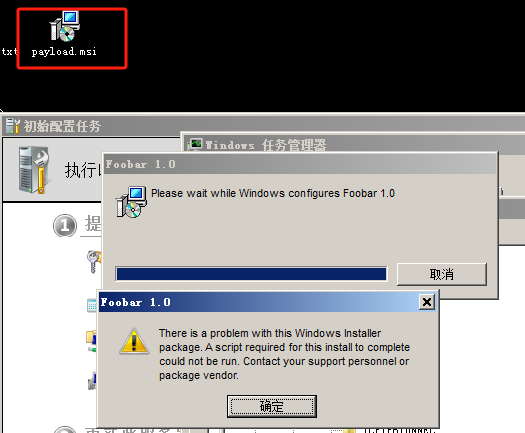 txt
payload.msi
初始配置任务
Windows 任务管理器
Foobar 1.0
Please wait while Windows configures Foobar 1.0
取消
1
Foobar 1.0
There is a problem with this Windows Installer
package. A script required for this install to complete
could not be run. Contact your support personnel or
package vendor.
确定